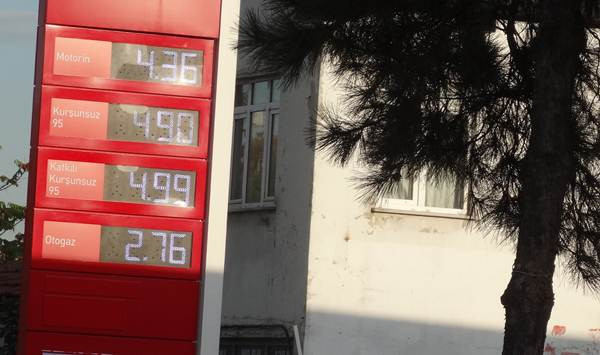 Motorin 4.36
Kurşunsuz
95 4.90
Katkılı
Kurşunsuz
95 4.99
Otogaz 2.76